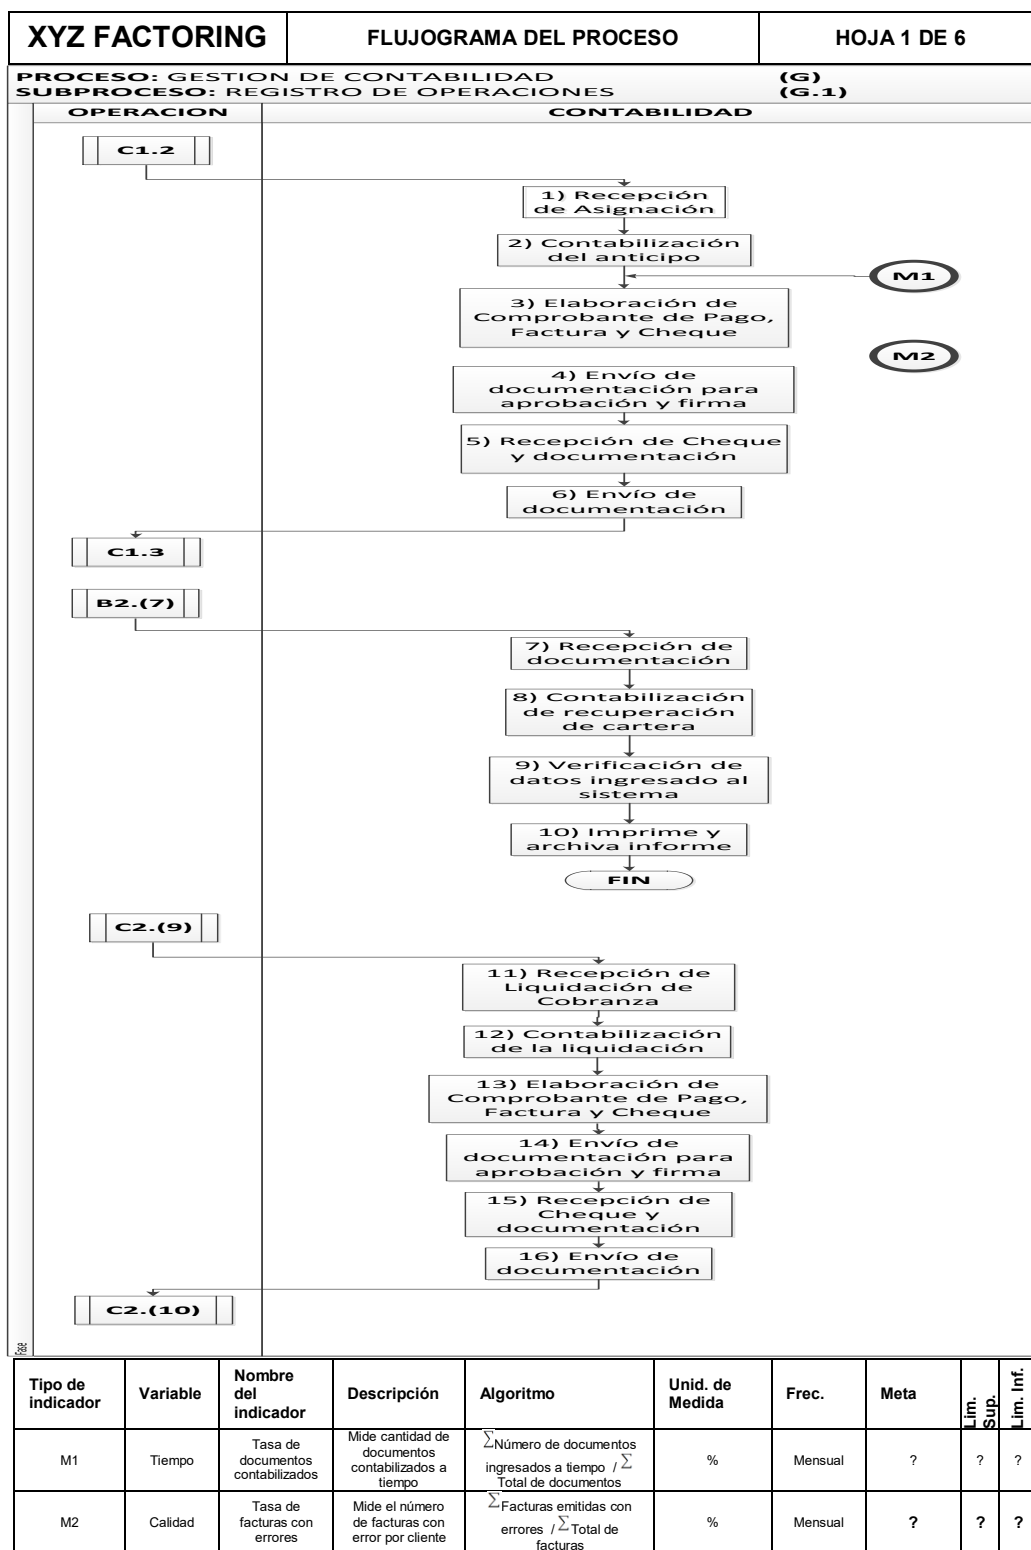 XYZ FACTORING
FLUJOGRAMA DEL PROCESO
HOJA 1 DE 6
PROCESO: GESTION DE CONTABILIDAD (G)
SUBPROCESO: REGISTRO DE OPERACIONES (G.1)
OPERACION
CONTABILIDAD
C1.2
1) Recepción
de Asignación
2) Contabilización
del anticipo
M1
3) Elaboración de
Comprobante de Pago,
Factura y Cheque
M2
4) Envío de
documentación para
aprobación y firma
5) Recepción de Cheque
y documentación
6) Envío de
documentación
C1.3
B2.(7)
7) Recepción de
documentación
8) Contabilización
de recuperación
de cartera
9) Verificación de
datos ingresado al
sistema
10) Imprime y
archiva informe
FIN
C2.(9)
11) Recepción de
Liquidación de
Cobranza
12) Contabilización
de la liquidación
13) Elaboración de
Comprobante de Pago,
Factura y Cheque
14) Envío de
documentación para
aprobación y firma
15) Recepción de
Cheque y
documentación
16) Envío de
documentación
C2.(10)
Fase
Tipo de
indicador
Variable
Nombre
del
indicador
Descripción
Algoritmo
Unid. de
Medida
Frec.
Meta
Lim.
Sup.
Lim. Inf.
M1
Tiempo
Tasa de
documentos
contabilizados
Mide cantidad de
documentos
contabilizados a
tiempo
∑Número de documentos
ingresados a tiempo / ∑
Total de documentos
%
Mensual
?
?
?
M2
Calidad
Tasa de
facturas con
errores
Mide el número
de facturas con
error por cliente
∑Facturas emitidas con
errores / ∑Total de
facturas
%
Mensual
?
?
?